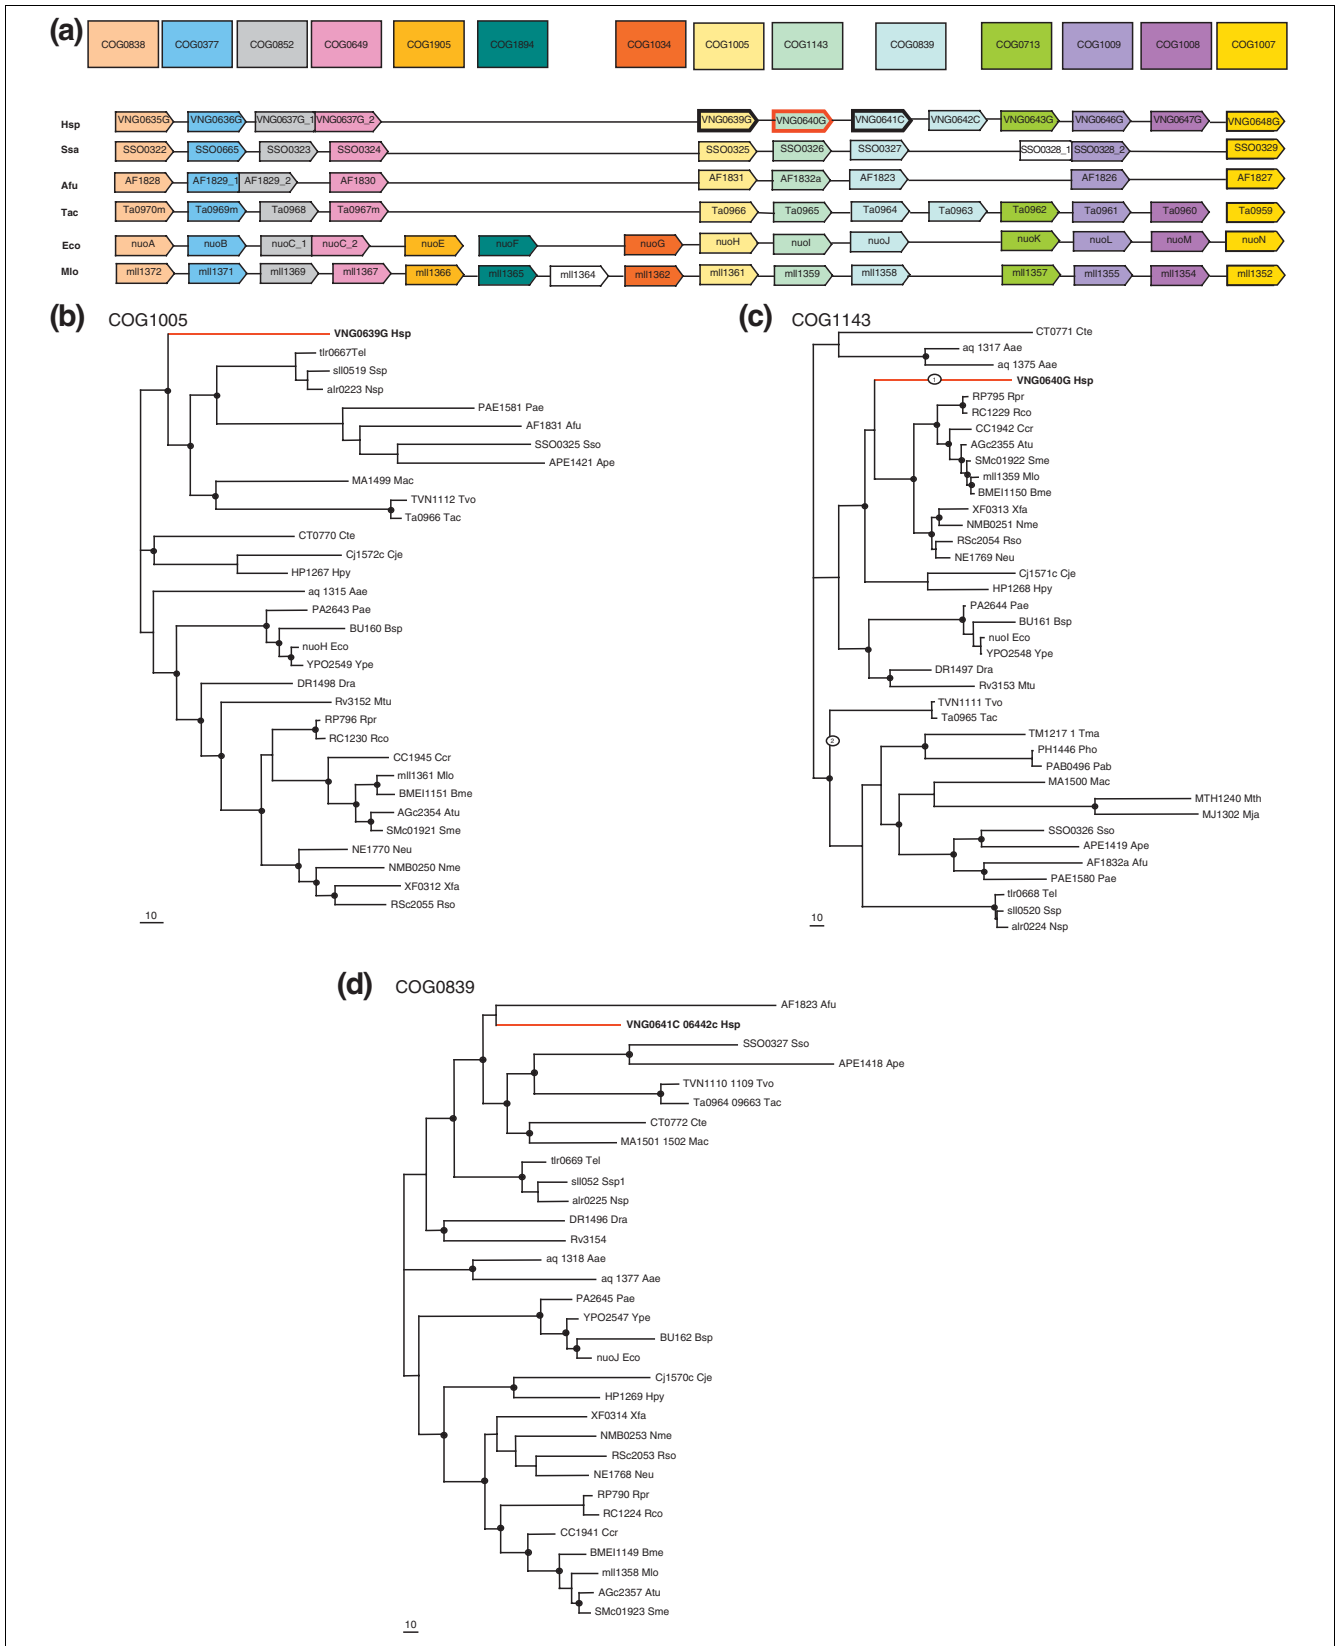 (a)
COG0838 COG0377 COG0852 COG0649 COG1905 COG1894 COG1034 COG1005 COG1143 COG0839 COG0713 COG1009 COG1008 COG1007
Hsp VNG0635G VNG0636G VNG0637G_1 VNG0637G_2 VNG0639G VNG0640G VNG0641C VNG0642C VNG0643G VNG0646G VNG0647G VNG0648G
Ssa SSO0322 SSO0665 SSO0323 SSO0324 SSO0325 SSO0326 SSO0327 SSO0328_1 SSO0328_2 SSO0329
Afu AF1828 AF1829_1 AF1829_2 AF1830 AF1831 AF1832a AF1823 AF1826 AF1827
Tac Ta0970m Ta0969m Ta0968 Ta0967m Ta0966 Ta0965 Ta0964 Ta0963 Ta0962 Ta0961 Ta0960 Ta0959
Eco nuoA nuoB nuoC_1 nuoC_2 nuoE nuoF nuoG nuoH nuoI nuoJ nuoK nuoL nuoM nuoN
Mlo mll1372 mll1371 mll1369 mll1367 mll1366 mll1365 mll1364 mll1362 mll1361 mll1359 mll1358 mll1357 mll1355 mll1354 mll1352
(b) COG1005
VNG0639G Hsp
tlr0667Tel
sll0519 Ssp
alr0223 Nsp
PAE1581 Pae
AF1831 Afu
SSO0325 Sso
APE1421 Ape
MA1499 Mac
TVN1112 Tvo
Ta0966 Tac
CT0770 Cte
Cj1572c Cje
HP1267 Hpy
aq 1315 Aae
PA2643 Pae
BU160 Bsp
nuoH Eco
YPO2549 Ype
DR1498 Dra
Rv3152 Mtu
RP796 Rpr
RC1230 Rco
CC1945 Ccr
mll1361 Mlo
BMEI1151 Bme
AGc2354 Atu
SMc01921 Sme
NE1770 Neu
NMB0250 Nme
XF0312 Xfa
RSc2055 Rso
10
(c) COG1143
CT0771 Cte
aq 1317 Aae
aq 1375 Aae
1
VNG0640G Hsp
RP795 Rpr
RC1229 Rco
CC1942 Ccr
AGc2355 Atu
SMc01922 Sme
mll1359 Mlo
BMEI1150 Bme
XF0313 Xfa
NMB0251 Nme
RSc2054 Rso
NE1769 Neu
Cj1571c Cje
HP1268 Hpy
PA2644 Pae
BU161 Bsp
nuoI Eco
YPO2548 Ype
DR1497 Dra
Rv3153 Mtu
TVN1111 Tvo
Ta0965 Tac
2
TM1217 1 Tma
PH1446 Pho
PAB0496 Pab
MA1500 Mac
MTH1240 Mth
MJ1302 Mja
SSO0326 Sso
APE1419 Ape
AF1832a Afu
PAE1580 Pae
tlr0668 Tel
sll0520 Ssp
alr0224 Nsp
10
(d) COG0839
AF1823 Afu
VNG0641C 06442c Hsp
SSO0327 Sso
APE1418 Ape
TVN1110 1109 Tvo
Ta0964 09663 Tac
CT0772 Cte
MA1501 1502 Mac
tlr0669 Tel
sll052 Ssp1
alr0225 Nsp
DR1496 Dra
Rv3154
aq 1318 Aae
aq 1377 Aae
PA2645 Pae
YPO2547 Ype
BU162 Bsp
nuoJ Eco
Cj1570c Cje
HP1269 Hpy
XF0314 Xfa
NMB0253 Nme
RSc2053 Rso
NE1768 Neu
RP790 Rpr
RC1224 Rco
CC1941 Ccr
BMEI1149 Bme
mll1358 Mlo
AGc2357 Atu
SMc01923 Sme
10